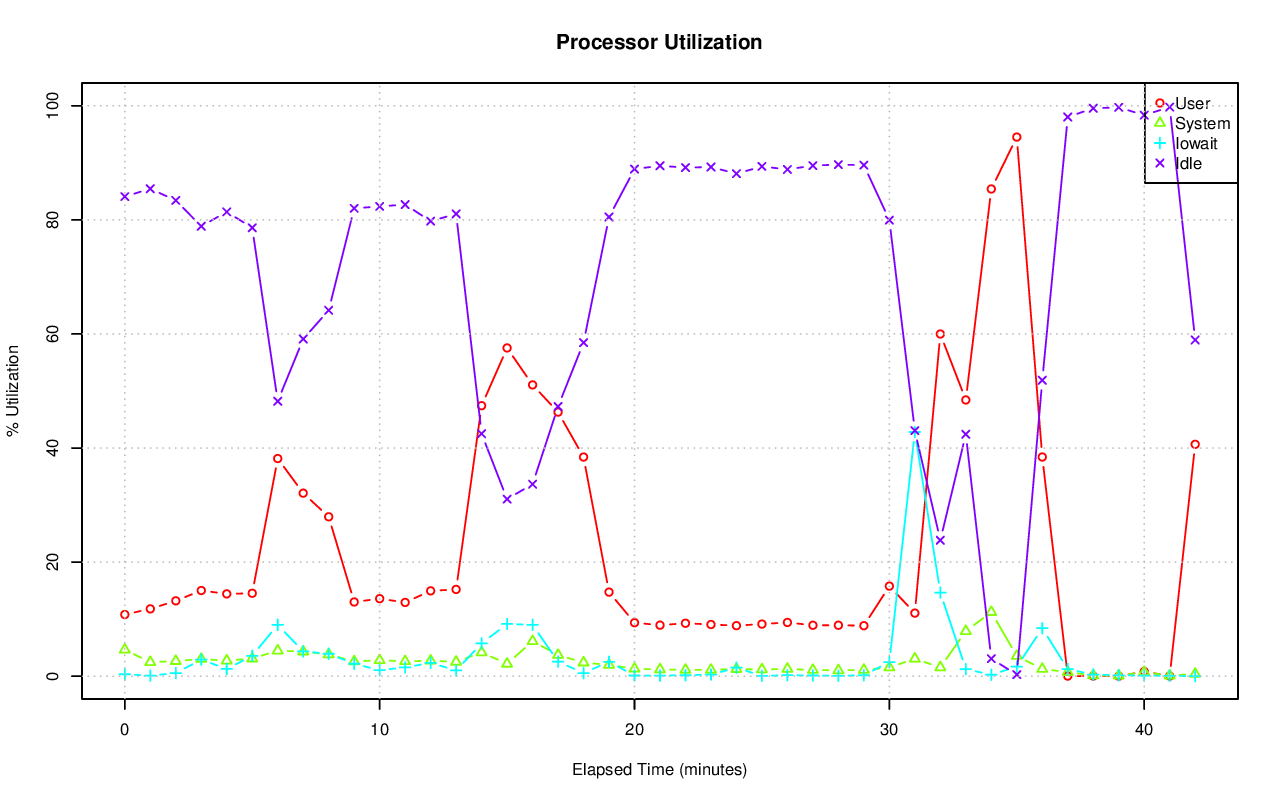 Processor Utilization
100
80
60
40
20
0
% Utilization
User
System
Iowait
Idle
0 10 20 30 40
Elapsed Time (minutes)